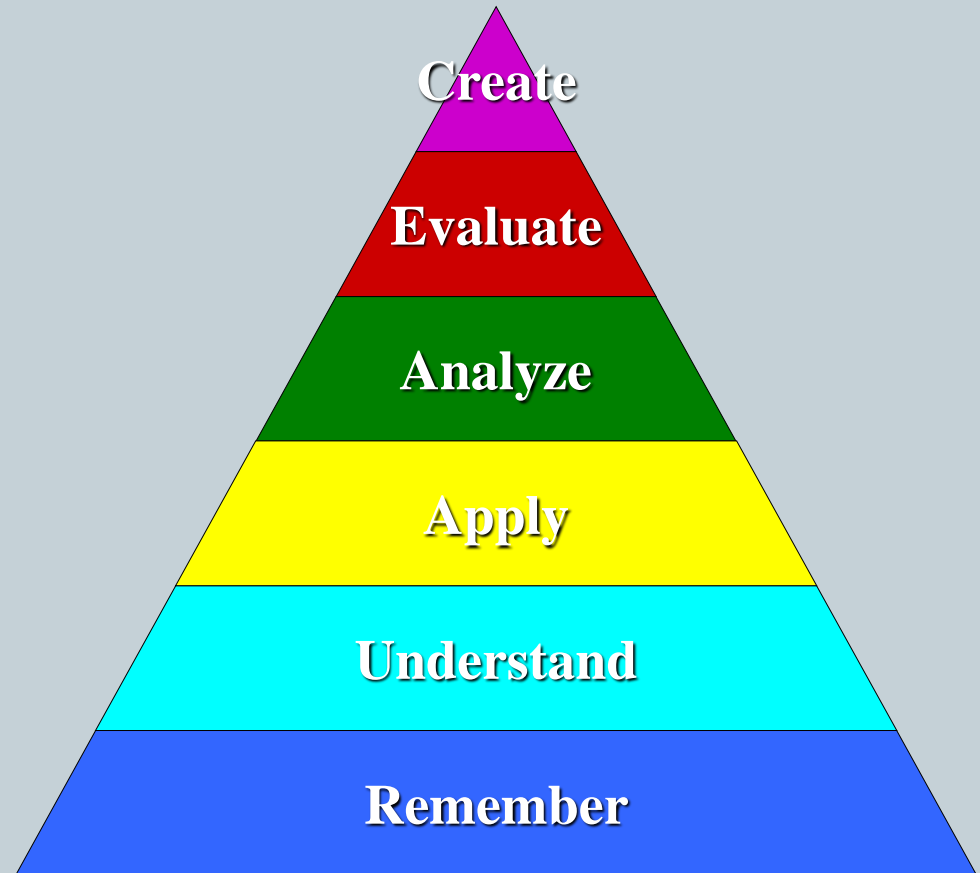 Create
Evaluate
Analyze
Apply
Understand
Remember